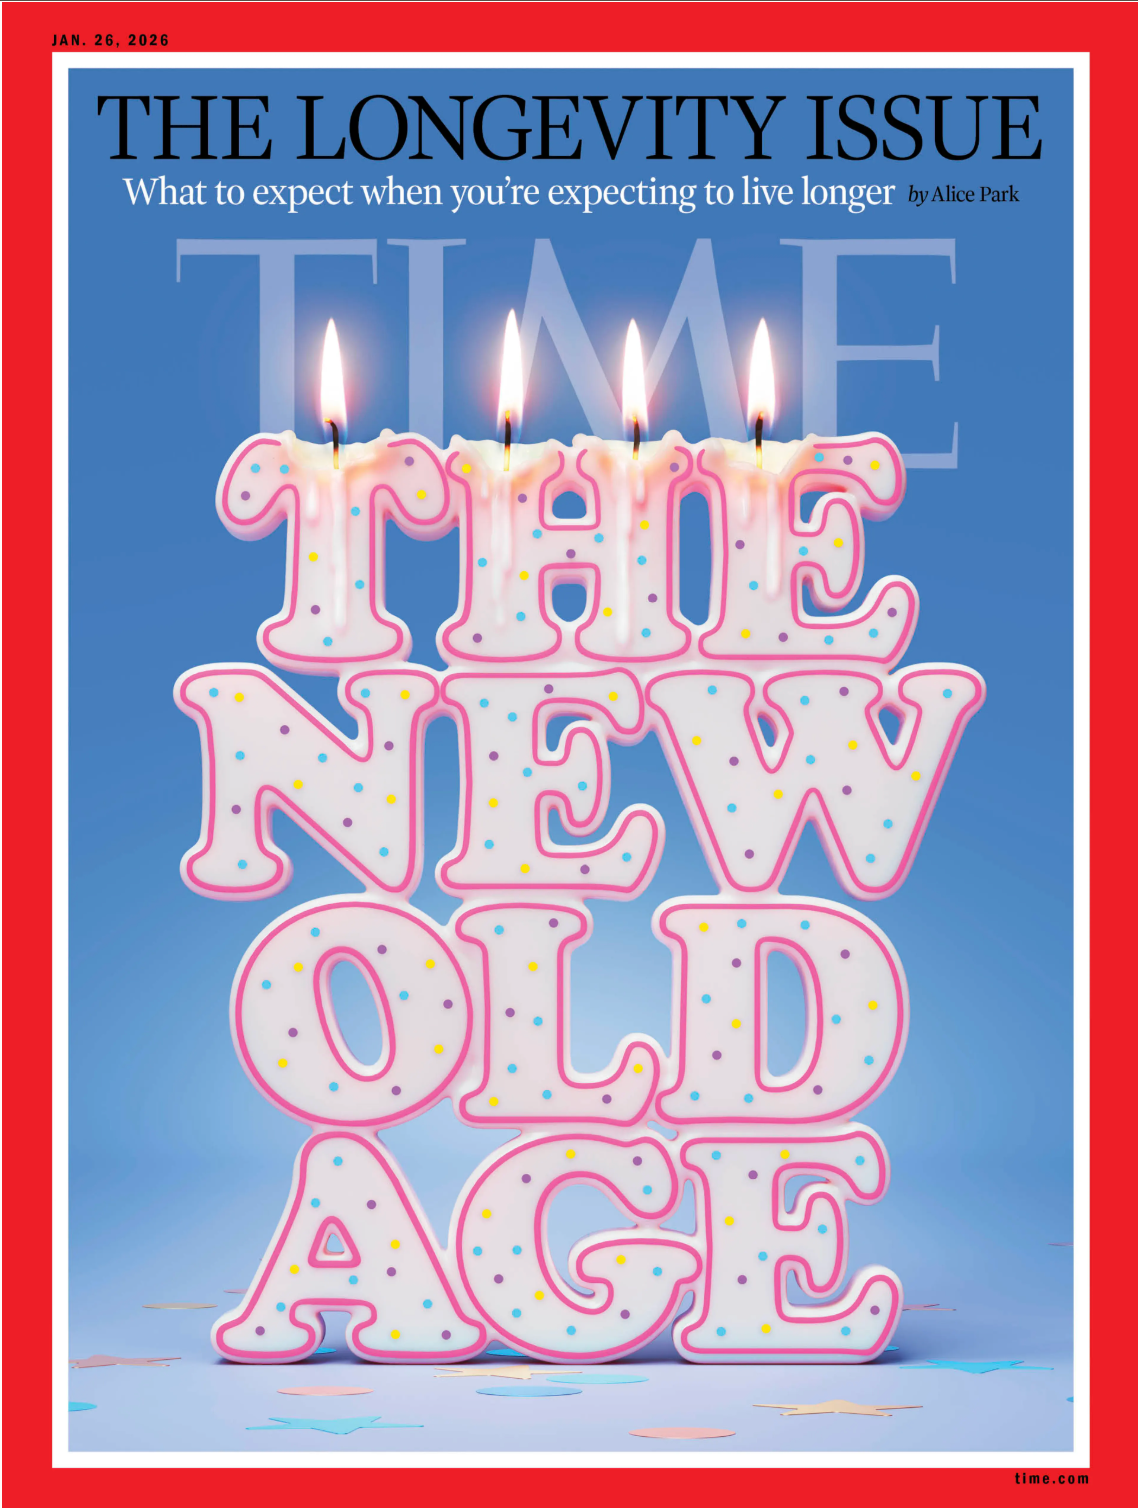 JAN. 26, 2026
THE LONGEVITY ISSUE
What to expect when you’re expecting to live longer by Alice Park
TIME
THE
NEW
OLD
AGE
time.com